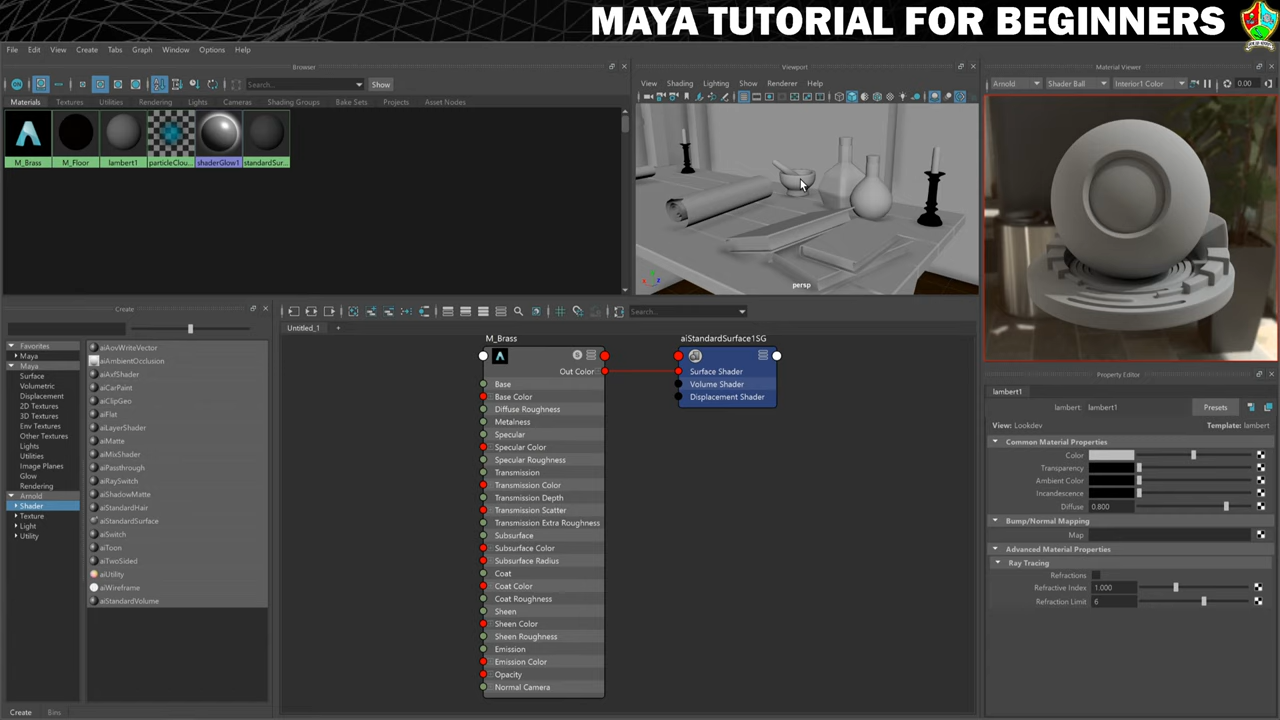 MAYA TUTORIAL FOR BEGINNERS
File Edit View Create Tabs Graph Window Options Help
Browser
Search...
Show
Materials Textures Utilities Rendering Lights Cameras Shading Groups Bake Sets Projects Asset Nodes
M_Brass M_Floor lambert1 particleClou... shaderGlow1 standardSur...
Viewport
View Shading Lighting Show Renderer Help
persp
Material Viewer
Arnold Shader Ball Interior1 Color 0.00
Create
Favorites
Maya
Maya
Surface
Volumetric
Displacement
2D Textures
3D Textures
Env Textures
Other Textures
Lights
Utilities
Image Planes
Glow
Rendering
Arnold
Shader
Texture
Light
Utility
aiAovWriteVector
aiAmbientOcclusion
aiAxfShader
aiCarPaint
aiClipGeo
aiFlat
aiLayerShader
aiMatte
aiMixShader
aiPassthrough
aiRaySwitch
aiShadowMatte
aiStandardHair
aiStandardSurface
aiSwitch
aiToon
aiTwoSided
aiUtility
aiWireframe
aiStandardVolume
Create Bins
Search...
Untitled_1 +
M_Brass
Out Color
Base
Base Color
Diffuse Roughness
Metalness
Specular
Specular Color
Specular Roughness
Transmission
Transmission Color
Transmission Depth
Transmission Scatter
Transmission Extra Roughness
Subsurface
Subsurface Color
Subsurface Radius
Coat
Coat Color
Coat Roughness
Sheen
Sheen Color
Sheen Roughness
Emission
Emission Color
Opacity
Normal Camera
aiStandardSurface1SG
Surface Shader
Volume Shader
Displacement Shader
Property Editor
lambert1
lambert: lambert1 Presets
View: Lookdev Template: lambert
Common Material Properties
Color
Transparency
Ambient Color
Incandescence
Diffuse 0.800
Bump/Normal Mapping
Map
Advanced Material Properties
Ray Tracing
Refractions
Refractive Index 1.000
Refraction Limit 6